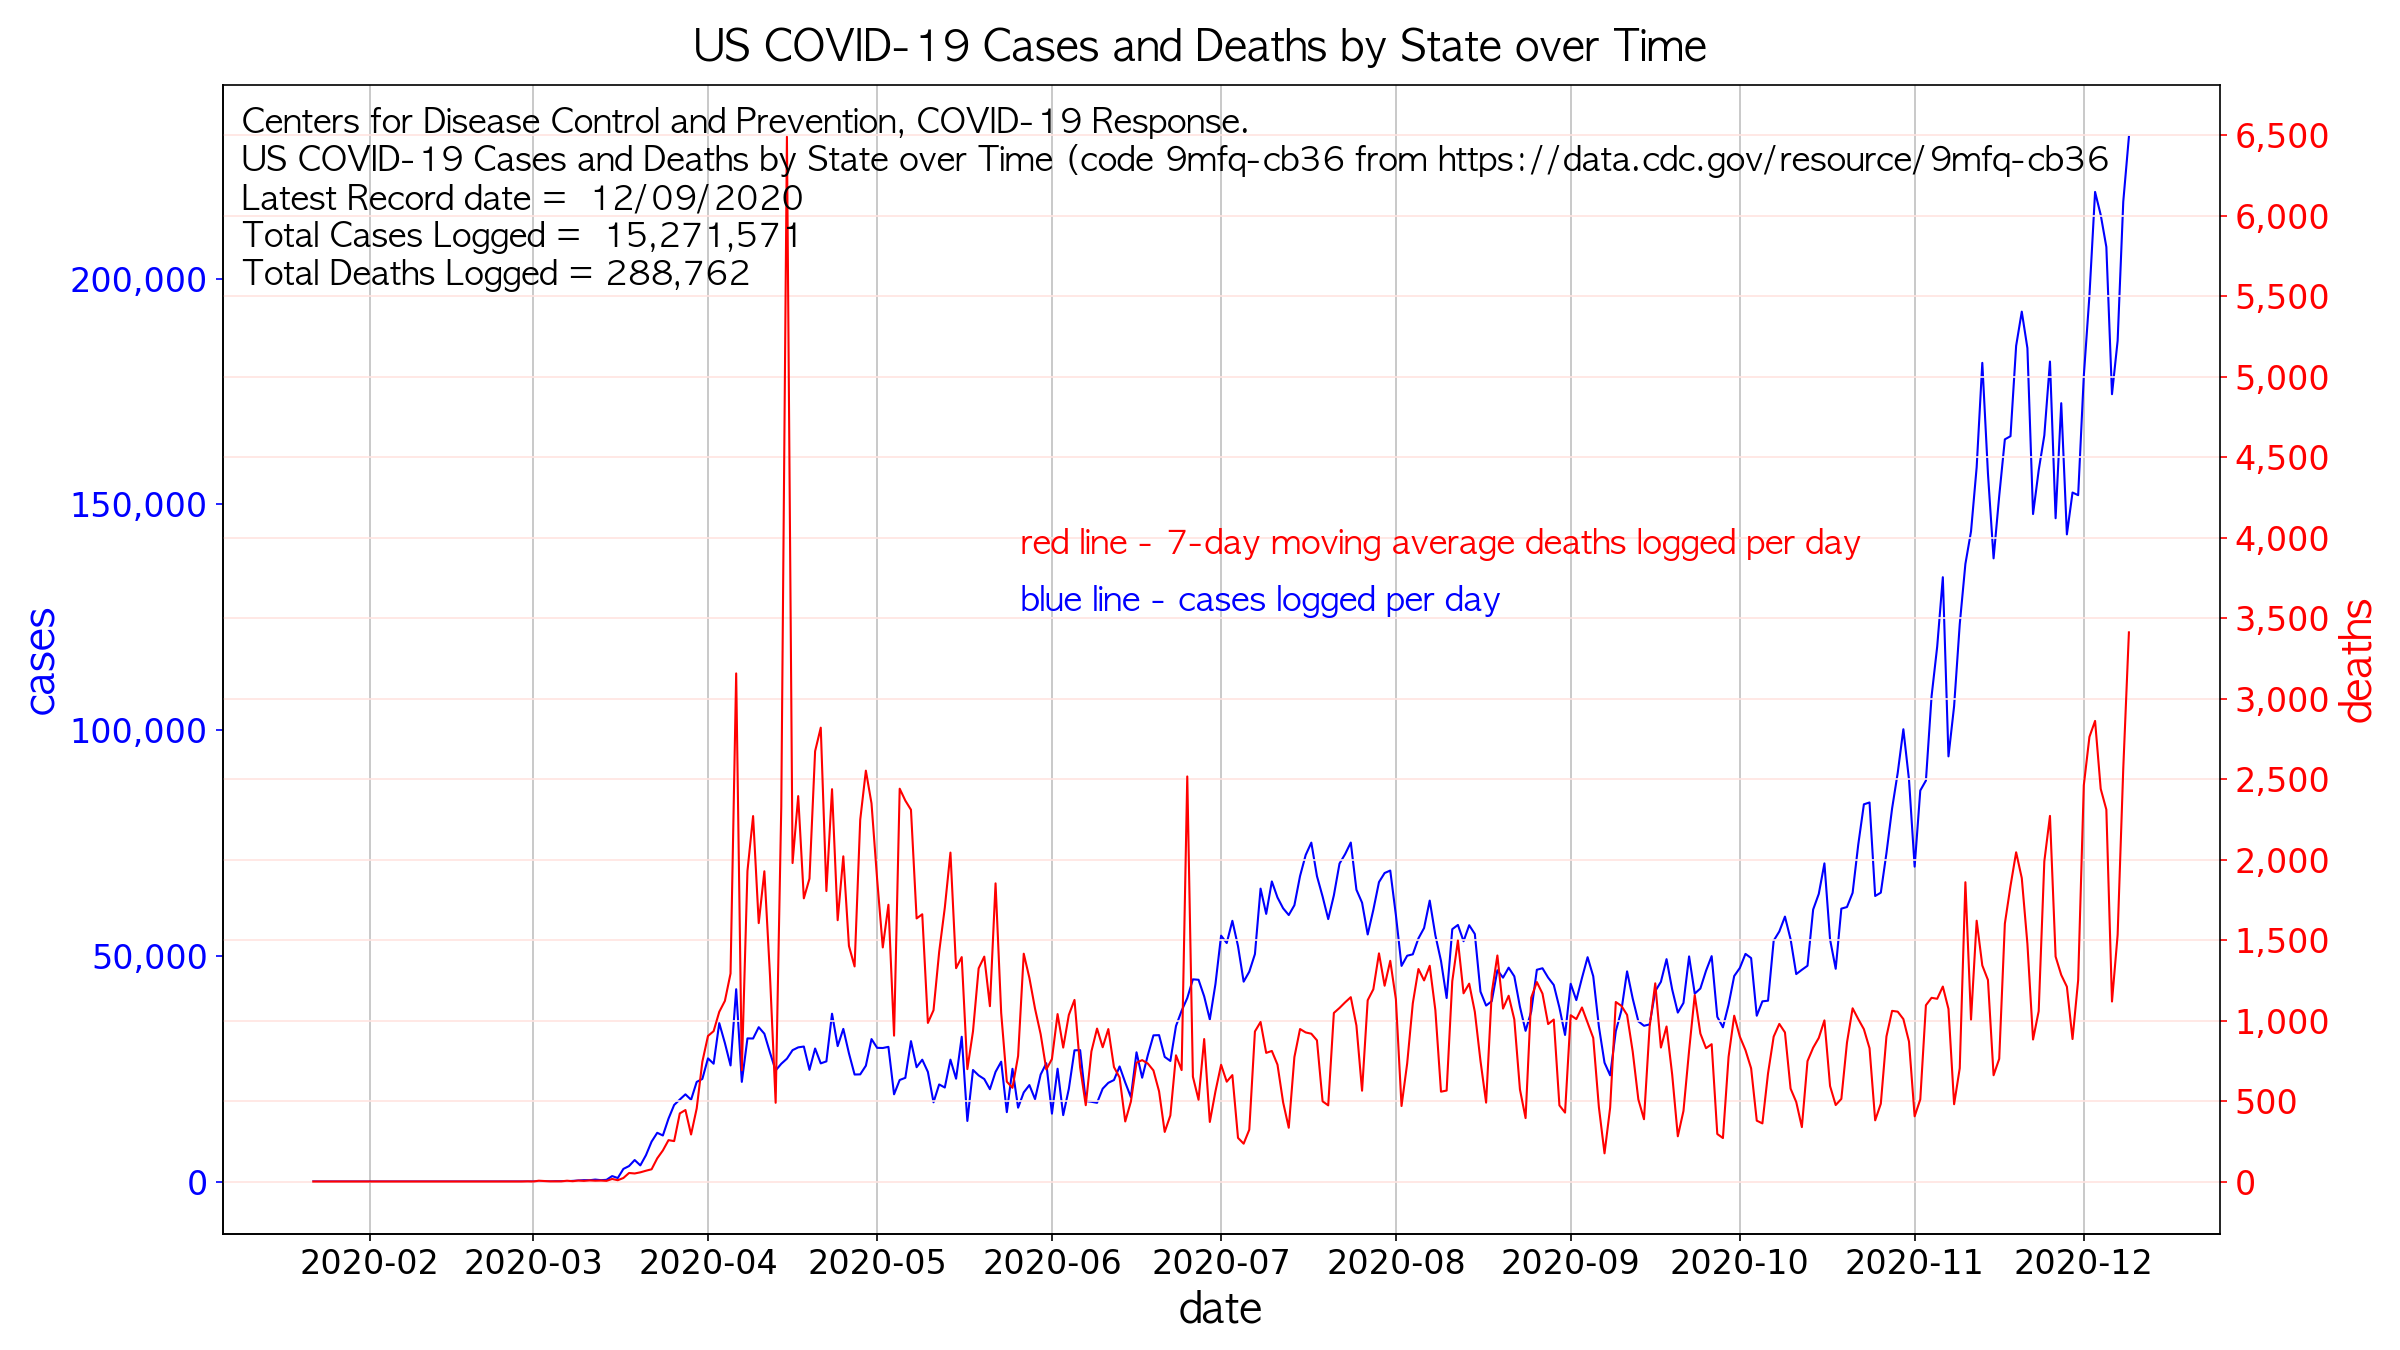 US COVID-19 Cases and Deaths by State over Time
Centers for Disease Control and Prevention, COVID-19 Response.
US COVID-19 Cases and Deaths by State over Time (code 9mfq-cb36 from https://data.cdc.gov/resource/9mfq-cb36
Latest Record date = 12/09/2020
Total Cases Logged = 15,271,571
Total Deaths Logged = 288,762
200,000
150,000
100,000
50,000
0
cases
red line - 7-day moving average deaths logged per day
blue line - cases logged per day
6,500
6,000
5,500
5,000
4,500
4,000
3,500
3,000
2,500
2,000
1,500
1,000
500
0
deaths
2020-02 2020-03 2020-04 2020-05 2020-06 2020-07 2020-08 2020-09 2020-10 2020-11 2020-12
date